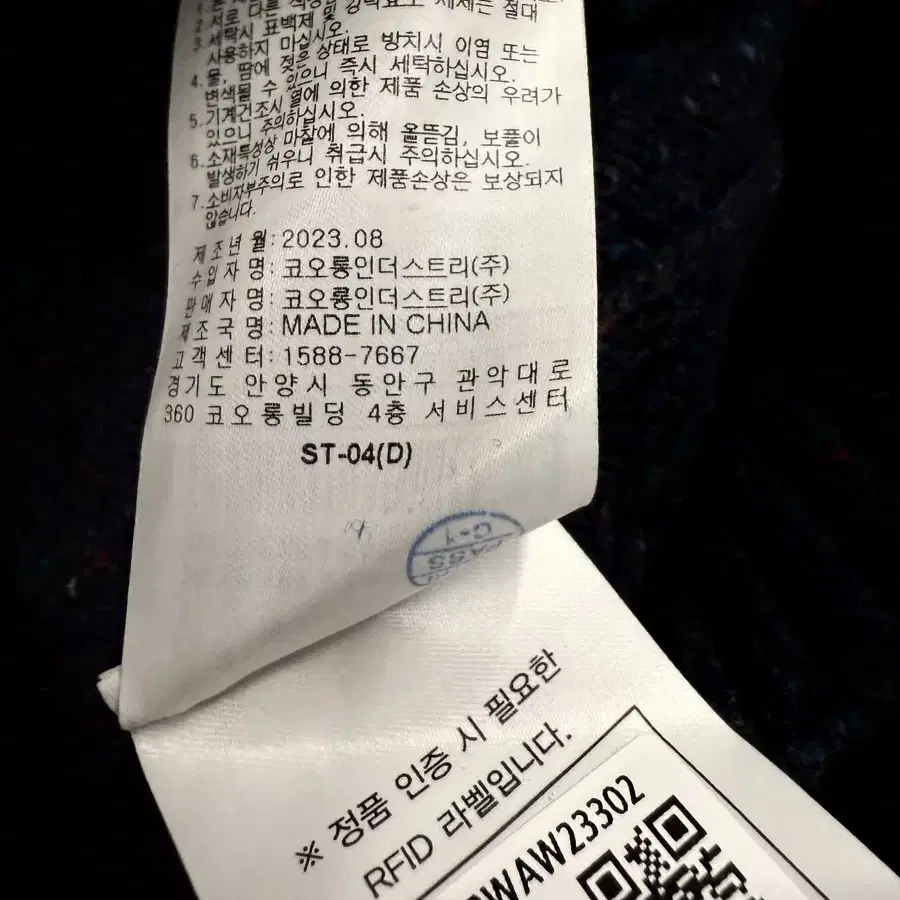 2. 서로 다른
세제는 절대
3. 세탁시 표백제 및 강력효소
사용하지 마십시오.
4. 물, 땀에 젖은 상태로 방치시 이염 또는
변색될 수 있으니 즉시 세탁하십시오.
5. 기계건조시 열에 의한 제품 손상의 우려가
있으니 주의하십시오.
6. 소재특성상 마찰에 의해 올뜯김, 보풀이
발생하기 쉬우니 취급시 주의하십시오.
7. 소비자부주의로 인한 제품손상은 보상되지
않습니다.
제조년월: 2023.08
수입자명: 코오롱인더스트리(주)
판매자명: 코오롱인더스트리(주)
제조국명: MADE IN CHINA
고객센터: 1588-7667
경기도 안양시 동안구 관악대로
360 코오롱빌딩 4층 서비스센터
ST-04(D)
C-1
PASS
※ 정품 인증 시 필요한
RFID 라벨입니다.
WAW23302